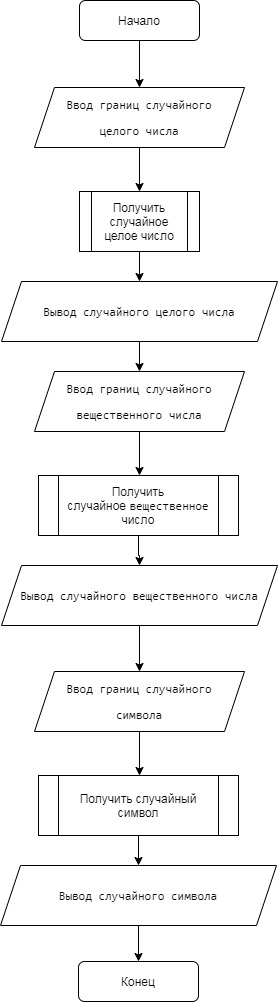 Начало
Ввод границ случайного
целого числа
Получить
случайное
целое число
Вывод случайного целого числа
Ввод границ случайного
вещественного числа
Получить
случайное вещественное
число
Вывод случайного вещественного числа
Ввод границ случайного
символа
Получить случайный
символ
Вывод случайного символа
Конец